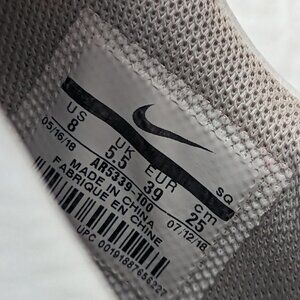 US UK EUR cm
8 5.5 39 25
SQ
05/16/18 07/12/18
AR5339-100
MADE IN CHINA
FABRIQUE EN CHINE